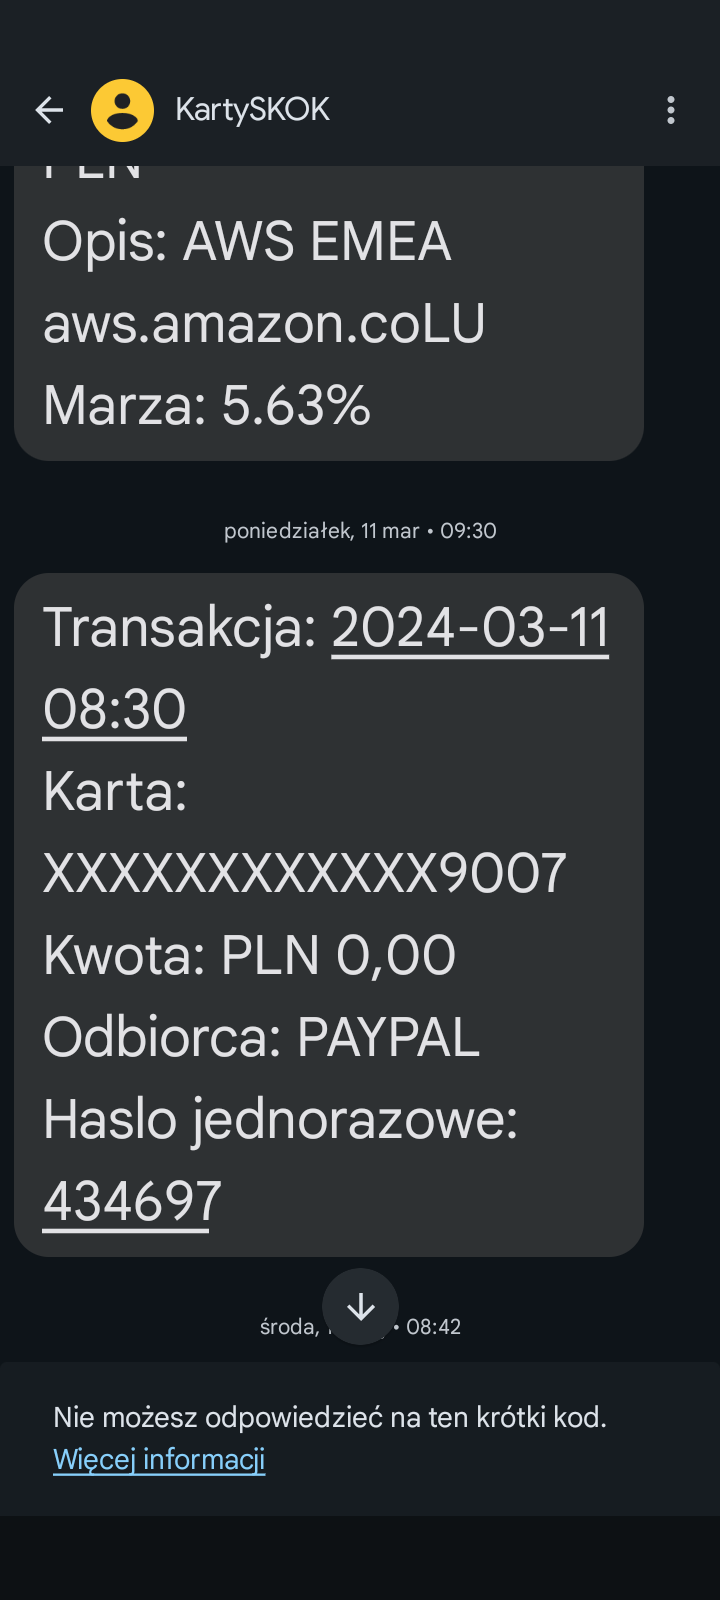 KartySKOK
PLN
Opis: AWS EMEA
aws.amazon.coLU
Marza: 5.63%
poniedziałek, 11 mar • 09:30
Transakcja: 2024-03-11
08:30
Karta:
XXXXXXXXXXXX9007
Kwota: PLN 0,00
Odbiorca: PAYPAL
Haslo jednorazowe:
434697
środa, • 08:42
Nie możesz odpowiedzieć na ten krótki kod.
Więcej informacji